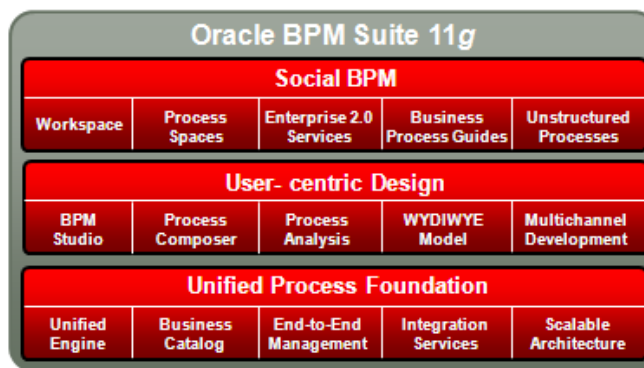 Oracle BPM Suite 11g
Social BPM
Workspace
Process
Spaces
Enterprise 2.0
Services
Business
Process Guides
Unstructured
Processes
User- centric Design
BPM
Studio
Process
Composer
Process
Analysis
WYDIWYE
Model
Multichannel
Development
Unified Process Foundation
Unified
Engine
Business
Catalog
End-to-End
Management
Integration
Services
Scalable
Architecture